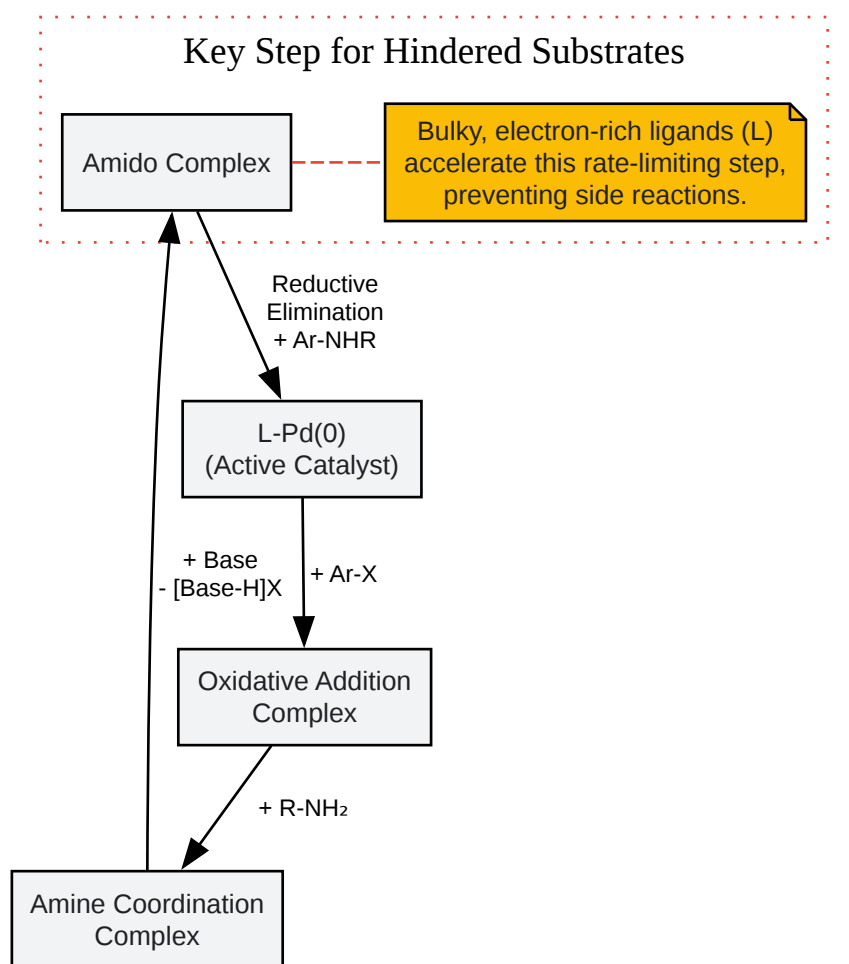 Key Step for Hindered Substrates
Amido Complex
Bulky, electron-rich ligands (L)
accelerate this rate-limiting step,
preventing side reactions.
Reductive
Elimination
+ Ar-NHR
L-Pd(0)
(Active Catalyst)
+ Base
- [Base-H]X
+ Ar-X
Oxidative Addition
Complex
+ R-NH₂
Amine Coordination
Complex